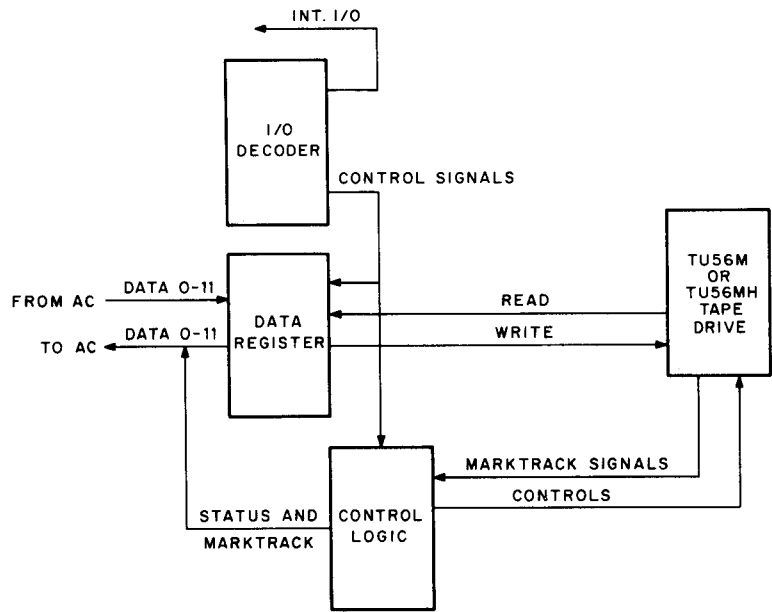 INT. I/O
I/O
DECODER
CONTROL SIGNALS
TU56M
OR
TU56MH
TAPE
DRIVE
FROM AC
DATA 0-11
DATA
REGISTER
READ
TO AC
DATA 0-11
WRITE
MARKTRACK SIGNALS
CONTROLS
STATUS AND
MARKTRACK
CONTROL
LOGIC